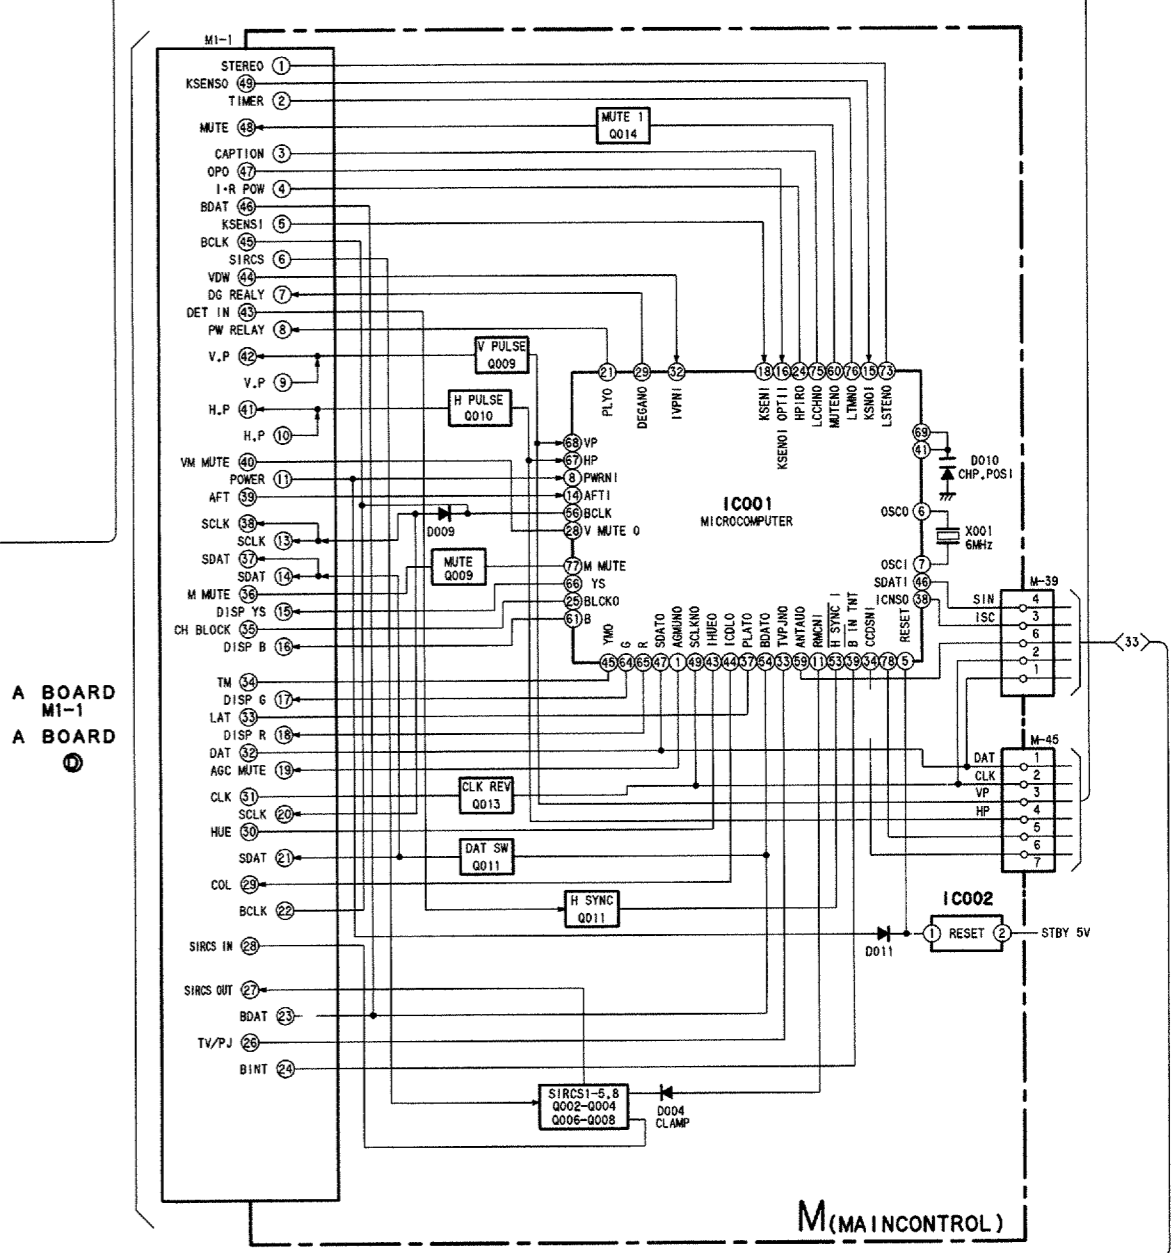 M1-1
STEREO 1
KSENSO 49
TIMER 2
MUTE 48
MUTE 1
Q014
CAPTION 3
OPO 47
I·R POW 4
BDAT 46
KSENSI 5
BCLK 45
SIRCS 6
VDW 44
DG REALY 7
DET IN 43
PW RELAY 8
V.P 42
V PULSE
Q009
V.P 9
H.P 41
H PULSE
Q010
H.P 10
VM MUTE 40
POWER 11
AFT 39
SCLK 38
SCLK 13
D009
SDAT 37
SDAT 14
MUTE
Q009
M MUTE 36
DISP YS 15
CH BLOCK 35
DISP B 16
21 29 32 18 16 24 75 60 76 15 73
PLYO
DEGANO
IVPNI
KSENI
KSENOI OPTII
HPIRO
LCCHNO
MUTENO
LTMNO
KSNOI
LSTENO
68 VP
67 HP
8 PWRNI
14 AFTI
56 BCLK
28 V MUTE O
77 M MUTE
66 YS
25 BLCKO
61 B
IC001
MICROCOMPUTER
69
41
D010
CHP.POSI
OSCO 6
X001
6MHz
OSCI 7
SDATI 46
ICNSO 38
YMO
G
R
SDATO
AGMUNO
SCLKNO
IHUEO
ICDLO
PLATO
BDATO
TVPJNO
ANTAUO
RMCNI
H SYNC I
B IN TNT
CCDSNI
RESET
45 64 65 47 1 49 43 44 37 54 33 59 11 53 39 34 78 5
M-39
SIN 4
ISC 3
6
2
1
33
A BOARD
M1-1
A BOARD
D
TM 34
DISP G 17
LAT 33
DISP R 18
DAT 32
AGC MUTE 19
CLK 31
CLK REV
Q013
SCLK 20
HUE 30
SDAT 21
DAT SW
Q011
COL 29
BCLK 22
H SYNC
Q011
M-45
DAT 1
CLK 2
VP 3
HP 4
5
6
7
IC002
1 RESET 2
STBY 5V
D011
SIRCS IN 28
SIRCS OUT 27
BDAT 23
TV/PJ 26
BINT 24
SIRCS1-5.8
Q002-Q004
Q006-Q008
D004
CLAMP
M(MAINCONTROL)